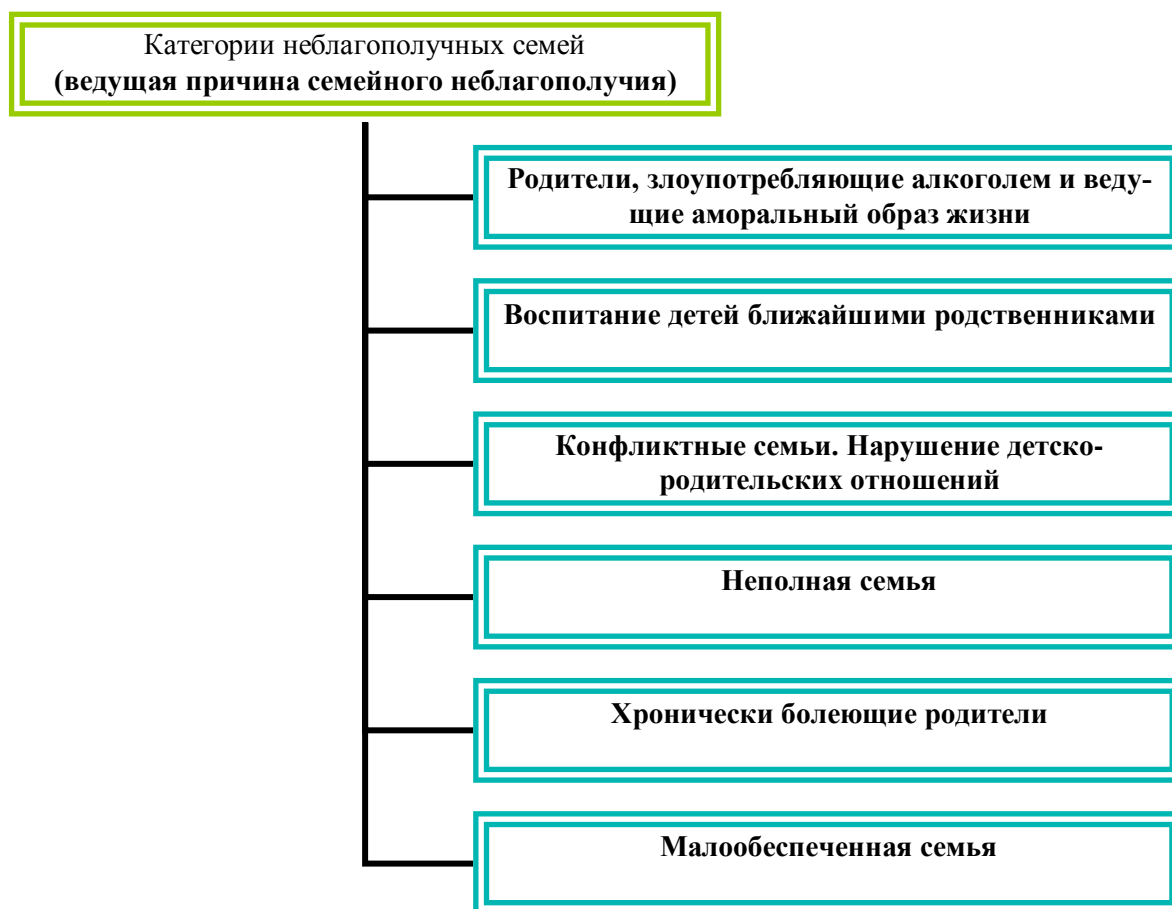 Категории неблагополучных семей
(ведущая причина семейного неблагополучия)
Родители, злоупотребляющие алкоголем и веду-
щие аморальный образ жизни
Воспитание детей ближайшими родственниками
Конфликтные семьи. Нарушение детско-
родительских отношений
Неполная семья
Хронически болеющие родители
Малообеспеченная семья